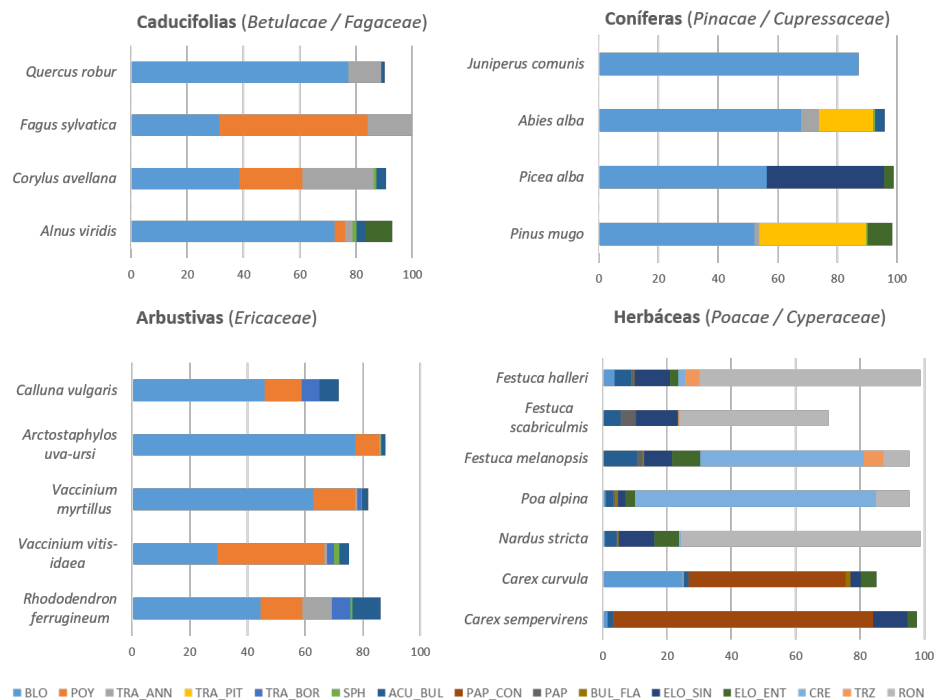 Caducifolias (Betulacae / Fagaceae)
Quercus robur
Fagus sylvatica
Corylus avellana
Alnus viridis
0 20 40 60 80 100
Coníferas (Pinacae / Cupressaceae)
Juniperus comunis
Abies alba
Picea alba
Pinus mugo
0 20 40 60 80 100
Arbustivas (Ericaceae)
Calluna vulgaris
Arctostaphylos
uva-ursi
Vaccinium
myrtillus
Vaccinium vitis-
idaea
Rhododendron
ferrugineum
0 20 40 60 80 100
Herbáceas (Poacae / Cyperaceae)
Festuca halleri
Festuca
scabriculmis
Festuca melanopsis
Poa alpina
Nardus stricta
Carex curvula
Carex sempervirens
0 20 40 60 80 100
BLO POY TRA_ANN TRA_PIT TRA_BOR SPH ACU_BUL PAP_CON PAP BUL_FLA ELO_SIN ELO_ENT CRE TRZ RON